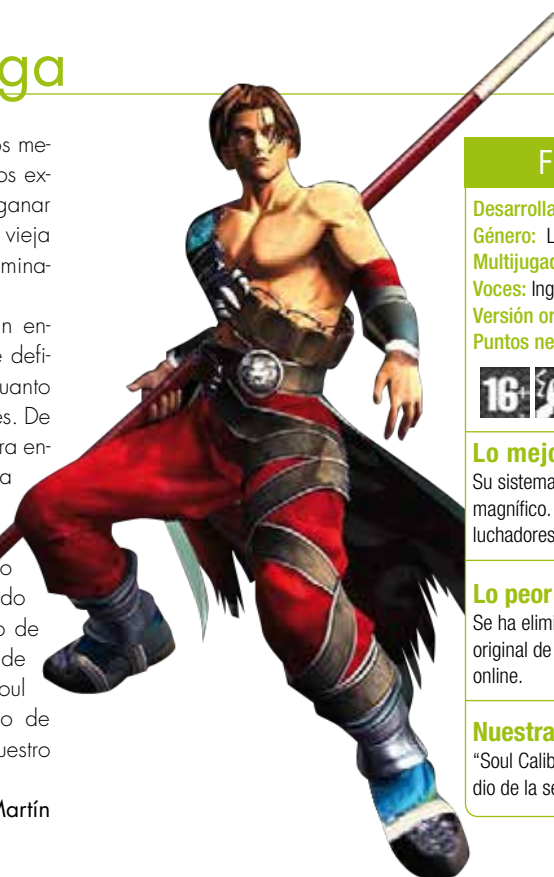 ga
os me-
os ex-
ganar
vieja
mina-
n en-
e defi-
uanto
es. De
ra en-
a
o
do
o de
de
oul
o de
uestro
Martín
F
Desarrolla
Género: L
Multijugad
Voces: Ing
Versión or
Puntos ne
16+
Lo mejo
Su sistema
magnífico.
luchadores
Lo peor
Se ha elimi
original de
online.
Nuestra
“Soul Calib
dio de la se